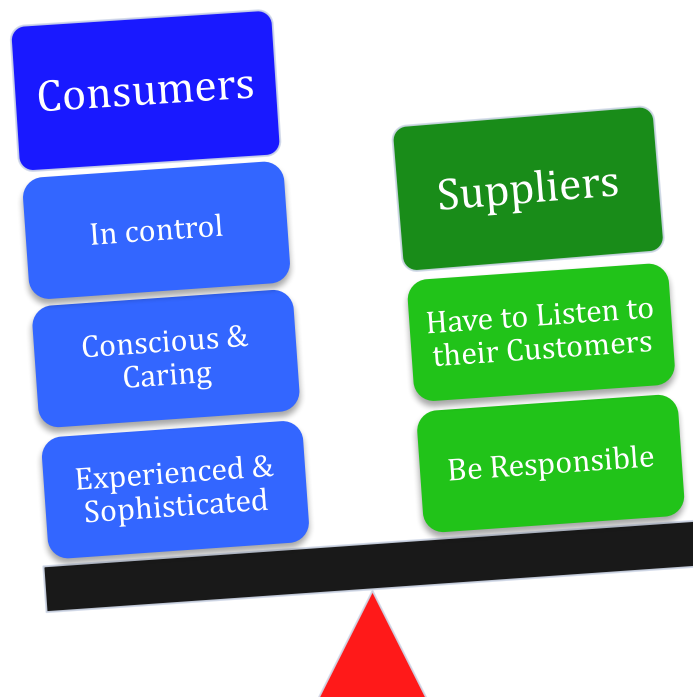 Consumers
In control
Conscious &
Caring
Experienced &
Sophisticated
Suppliers
Have to Listen to
their Customers
Be Responsible